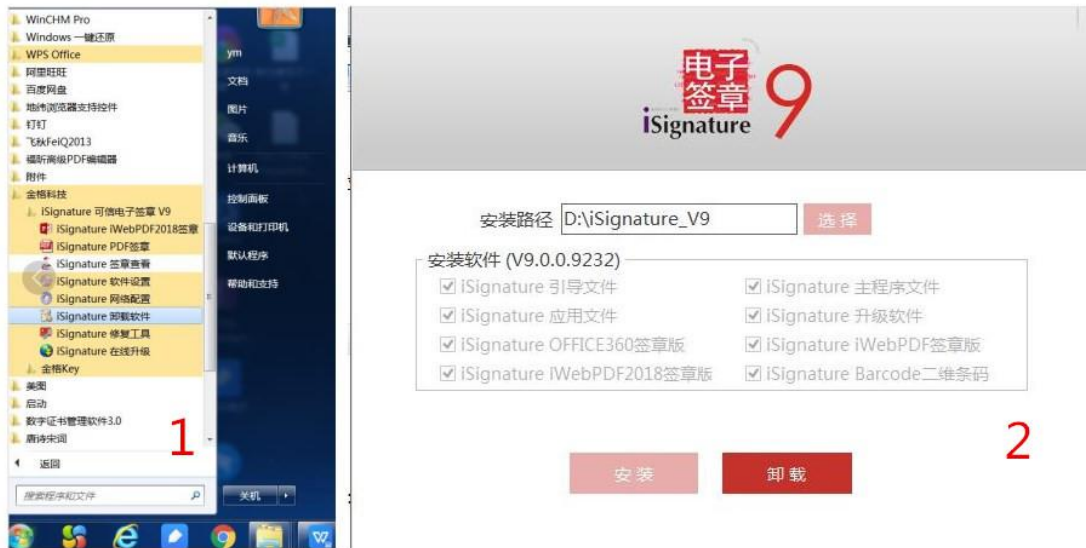 WinCHM Pro
Windows 一键还原
WPS Office
阿里旺旺
百度网盘
地纬浏览器支持控件
钉钉
飞秋FeiQ2013
福昕高级PDF编辑器
附件
金格科技
iSignature 可信电子签章 V9
iSignature iWebPDF2018签章
iSignature PDF签章
iSignature 签章查看
iSignature 软件设置
iSignature 网络配置
iSignature 卸载软件
iSignature 修复工具
iSignature 在线升级
金格Key
美图
启动
数字证书管理软件3.0
唐诗宋词
返回
搜索程序和文件
ym
文档
图片
音乐
计算机
控制面板
设备和打印机
默认程序
帮助和支持
关机
1
电子
签章
iSignature
9
安装路径 D:\iSignature_V9 选择
安装软件 (V9.0.0.9232)
iSignature 引导文件 iSignature 主程序文件
iSignature 应用文件 iSignature 升级软件
iSignature OFFICE360签章版 iSignature iWebPDF签章版
iSignature iWebPDF2018签章版 iSignature Barcode二维条码
安装 卸载
2